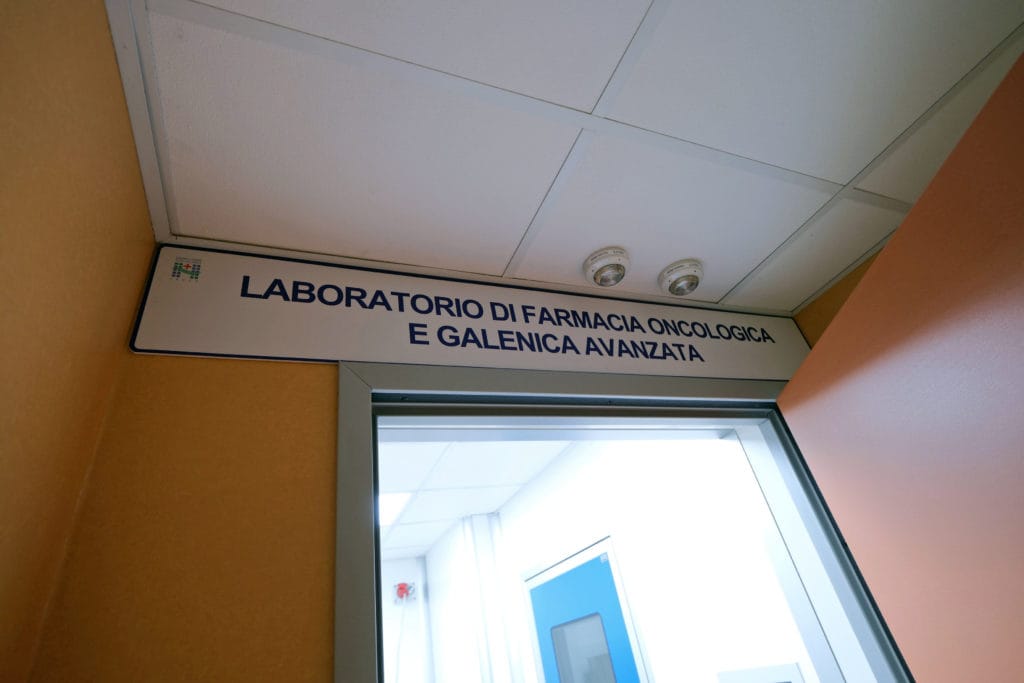 LABORATORIO DI FARMACIA ONCOLOGICA
E GALENICA AVANZATA